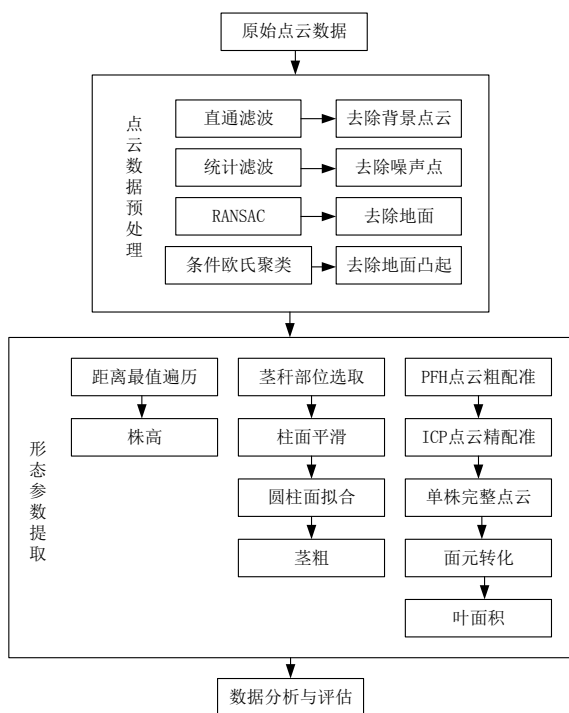 原始点云数据
点云数据预处理
直通滤波
去除背景点云
统计滤波
去除噪声点
RANSAC
去除地面
条件欧氏聚类
去除地面凸起
形态参数提取
距离最值遍历
株高
茎秆部位选取
柱面平滑
圆柱面拟合
茎粗
PFH点云粗配准
ICP点云精配准
单株完整点云
面元转化
叶面积
数据分析与评估